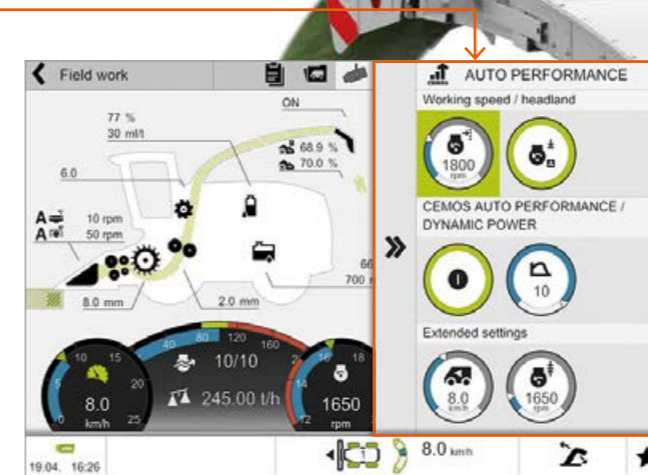 Field work
AUTO PERFORMANCE
Working speed / headland
ON
77 %
30 ml/t
68.9 %
70.0 %
6.0
1800
rpm
CEMOS AUTO PERFORMANCE /
DYNAMIC POWER
A 10 rpm
A 50 rpm
66
700
8.0 mm
2.0 mm
10
Extended settings
5 10 15 20 25
8.0
km/h
40 80 120 160
10/10
245.00 t/h
12 14 16 18
1650
rpm
8.0
km/h
1650
rpm
19.04. 16:26
1
8.0 km/h